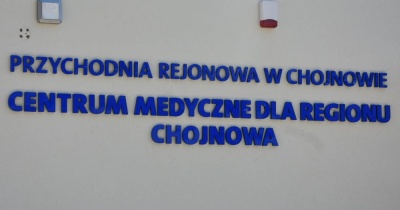 PRZYCHODNIA REJONOWA W CHOJNOWIE
CENTRUM MEDYCZNE DLA REGIONU
CHOJNOWA